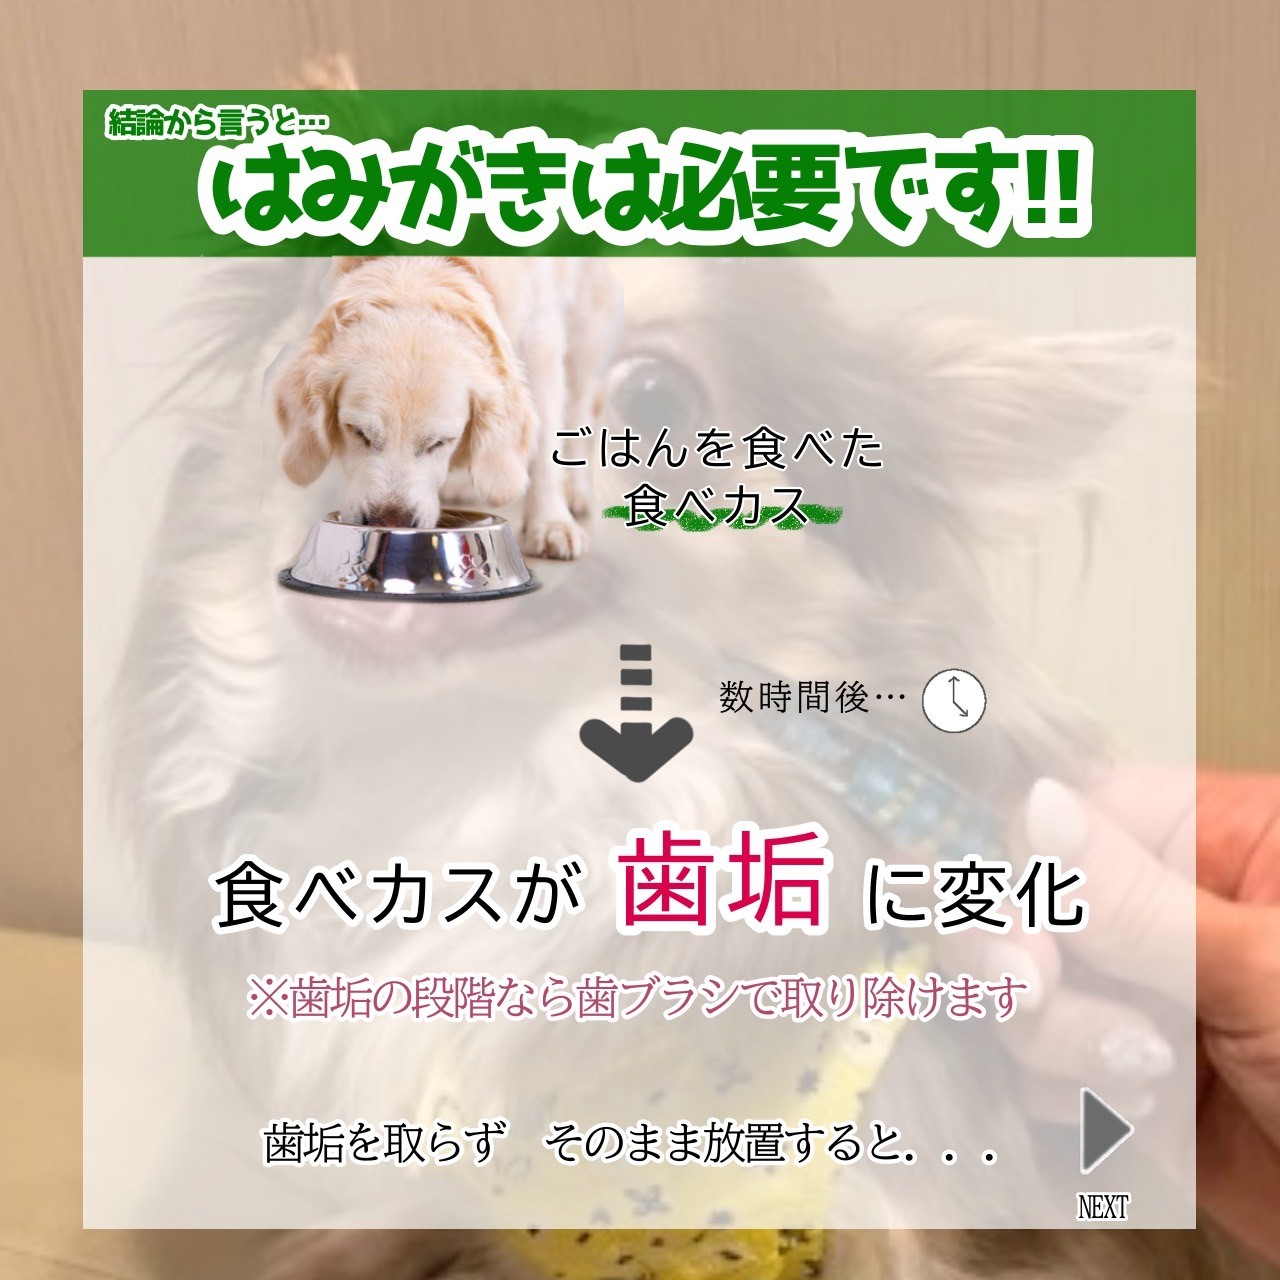 結論から言うと…
はみがきは必要です!!
ごはんを食べた
食べカス
数時間後…
食べカスが 歯垢 に変化
※歯垢の段階なら歯ブラシで取り除けます
歯垢を取らず　そのまま放置すると...
NEXT